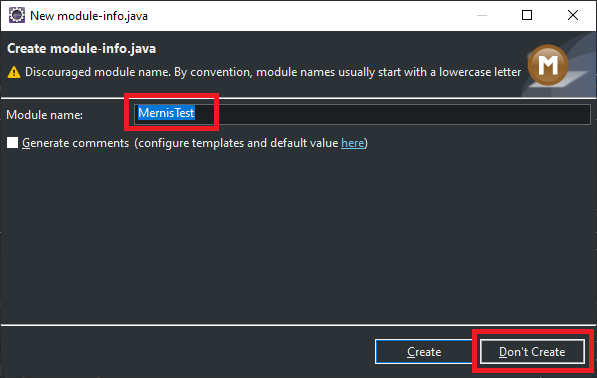 New module-info.java
Create module-info.java
Discouraged module name. By convention, module names usually start with a lowercase letter
M
Module name: MernisTest
Generate comments (configure templates and default value here)
Create Don't Create